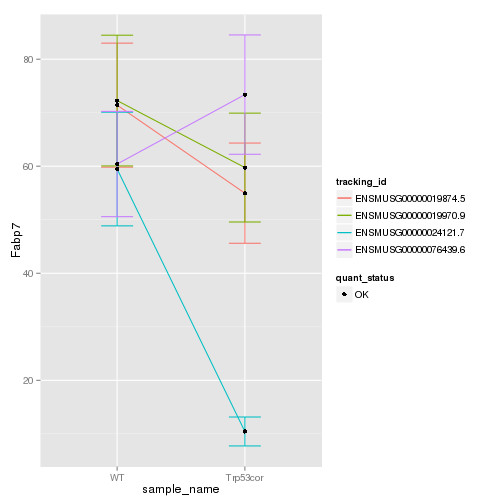 80
60
40
20
Fabp7
WT
Trp53cor
sample_name
tracking_id
ENSMUSG00000019874.5
ENSMUSG00000019970.9
ENSMUSG00000024121.7
ENSMUSG00000076439.6
quant_status
OK